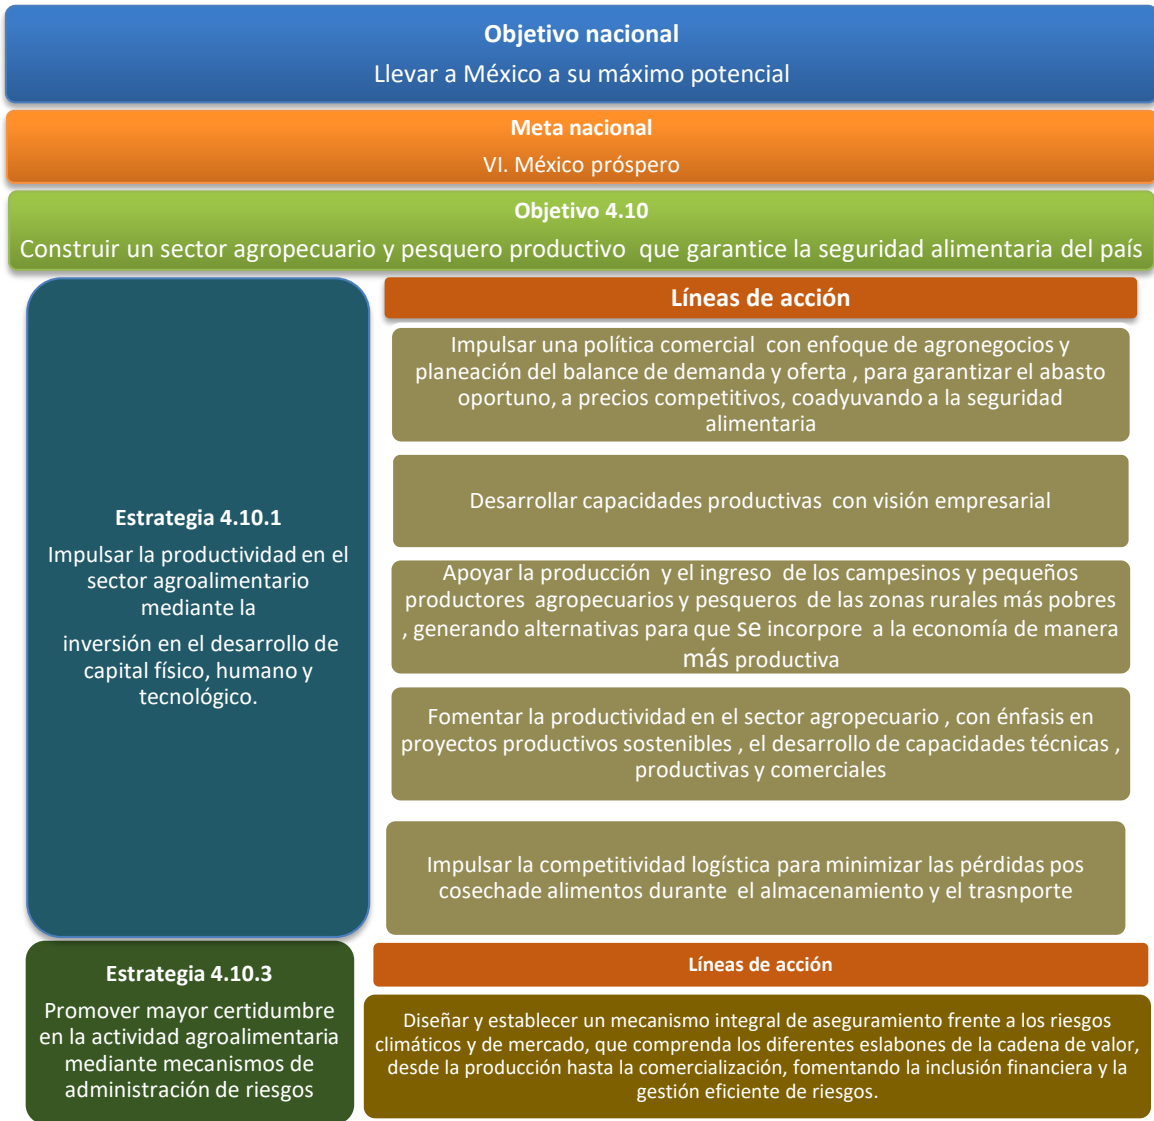 Objetivo nacional
Llevar a México a su máximo potencial
Meta nacional
VI. México próspero
Objetivo 4.10
Construir un sector agropecuario y pesquero productivo que garantice la seguridad alimentaria del país
Estrategia 4.10.1
Impulsar la productividad en el
sector agroalimentario
mediante la
inversión en el desarrollo de
capital físico, humano y
tecnológico.
Líneas de acción
Impulsar una política comercial con enfoque de agronegocios y
planeación del balance de demanda y oferta , para garantizar el abasto
oportuno, a precios competitivos, coadyuvando a la seguridad
alimentaria
Desarrollar capacidades productivas con visión empresarial
Apoyar la producción y el ingreso de los campesinos y pequeños
productores agropecuarios y pesqueros de las zonas rurales más pobres
, generando alternativas para que se incorpore a la economía de manera
más productiva
Fomentar la productividad en el sector agropecuario , con énfasis en
proyectos productivos sostenibles , el desarrollo de capacidades técnicas ,
productivas y comerciales
Impulsar la competitividad logística para minimizar las pérdidas pos
cosechade alimentos durante el almacenamiento y el trasnporte
Estrategia 4.10.3
Promover mayor certidumbre
en la actividad agroalimentaria
mediante mecanismos de
administración de riesgos
Líneas de acción
Diseñar y establecer un mecanismo integral de aseguramiento frente a los riesgos
climáticos y de mercado, que comprenda los diferentes eslabones de la cadena de valor,
desde la producción hasta la comercialización, fomentando la inclusión financiera y la
gestión eficiente de riesgos.